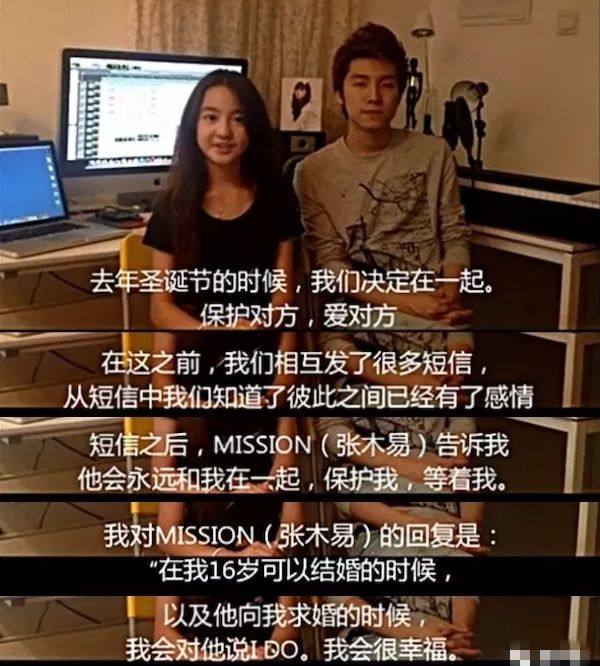 去年圣诞节的时候，我们决定在一起。
保护对方，爱对方
在这之前，我们相互发了很多短信，
从短信中我们知道了彼此之间已经有了感情
短信之后，MISSION（张木易）告诉我
他会永远和我在一起，保护我，等着我。
我对MISSION（张木易）的回复是：
“在我16岁可以结婚的时候，
以及他向我求婚的时候，
我会对他说I DO。我会很幸福。